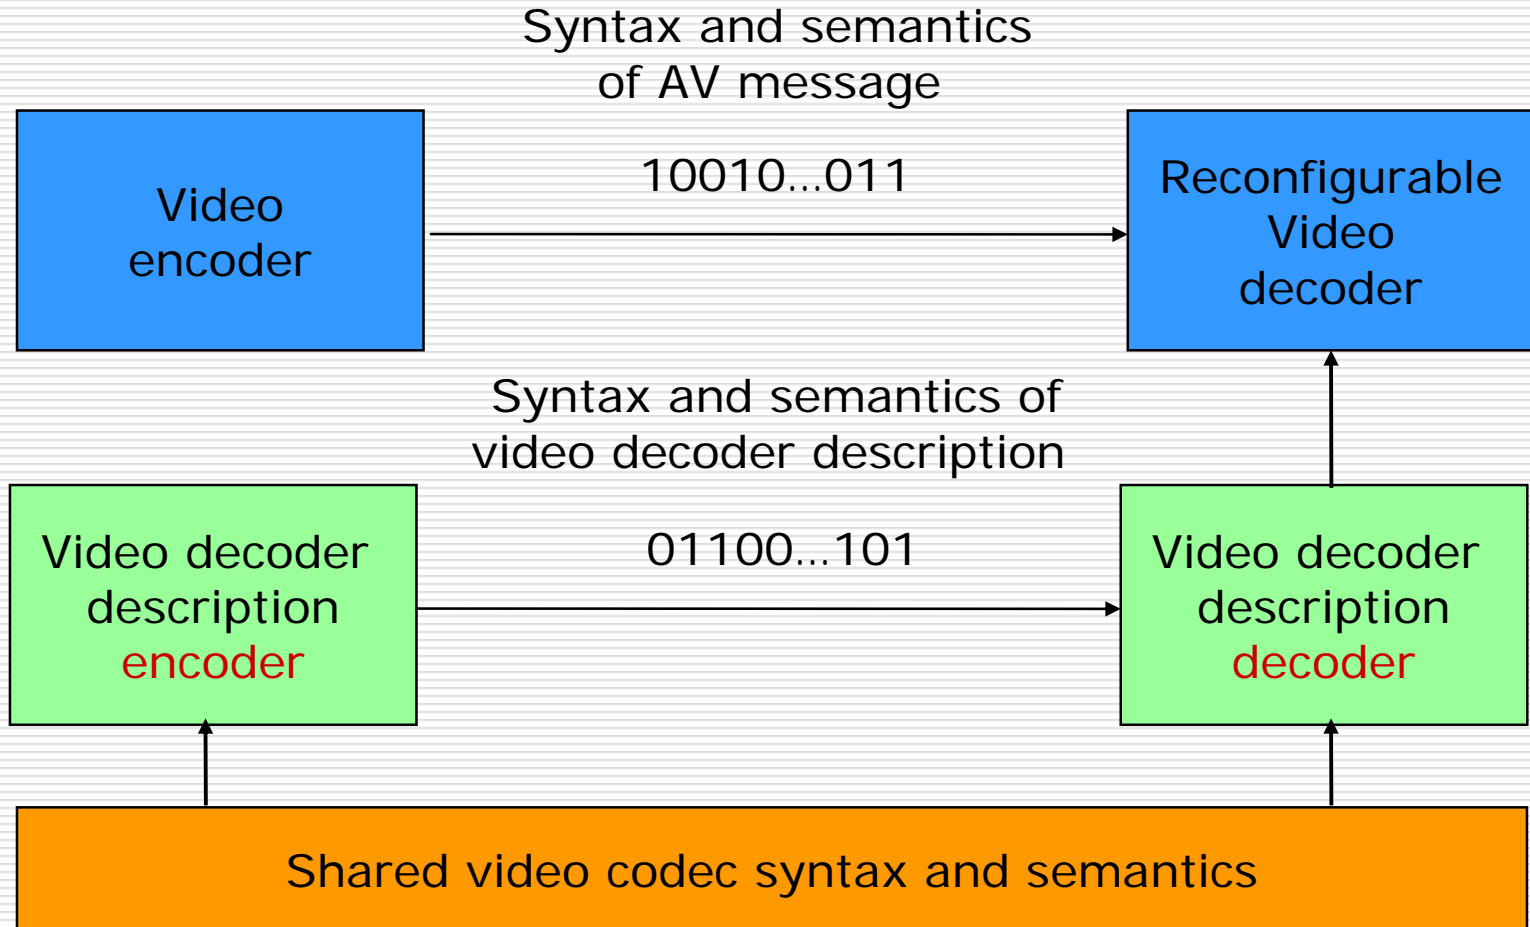 Syntax and semantics
of AV message
Video
encoder
10010...011
Reconfigurable
Video
decoder
Syntax and semantics of
video decoder description
Video decoder
description
encoder
01100...101
Video decoder
description
decoder
Shared video codec syntax and semantics